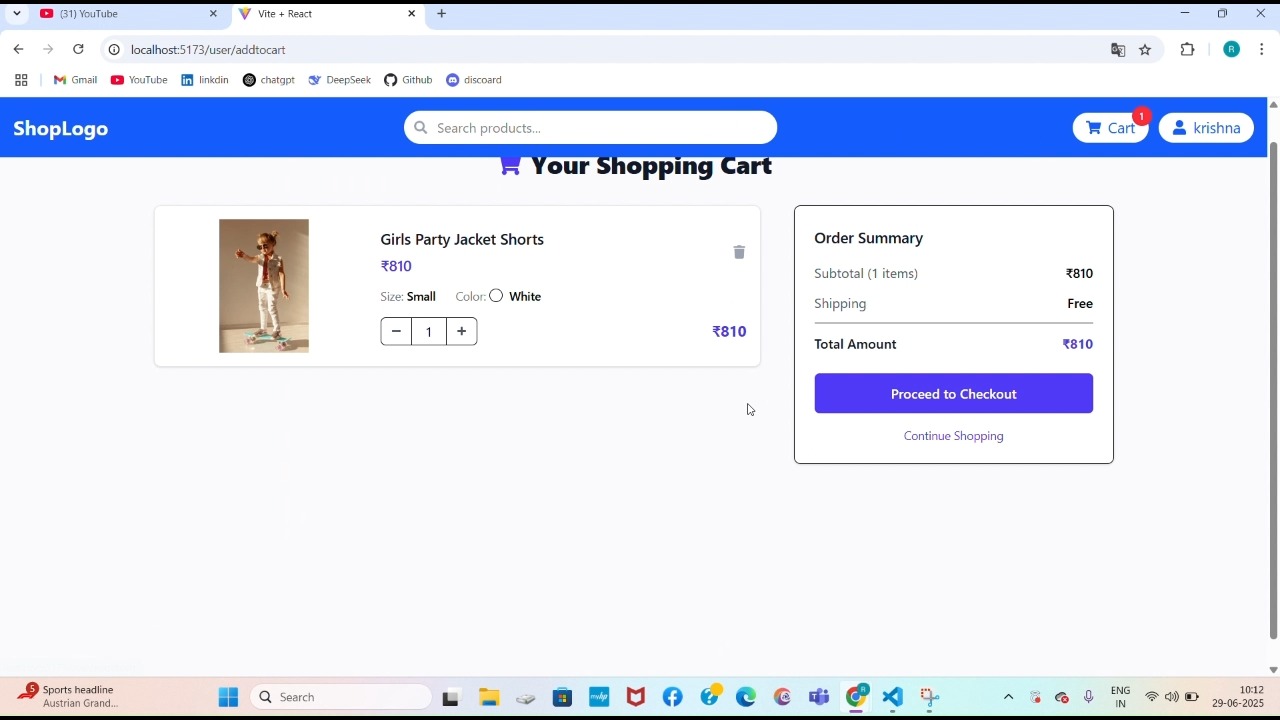 (31) YouTube
Vite + React
localhost:5173/user/addtocart
Gmail
YouTube
linkdin
chatgpt
DeepSeek
Github
discoard
ShopLogo
Search products...
Cart
1
krishna
Your Shopping Cart
Girls Party Jacket Shorts
₹810
Size: Small Color: White
− 1 +
₹810
Order Summary
Subtotal (1 items) ₹810
Shipping Free
Total Amount ₹810
Proceed to Checkout
Continue Shopping
5
Sports headline
Austrian Grand...
Search
myhp
ENG
IN
10:12
29-06-2025